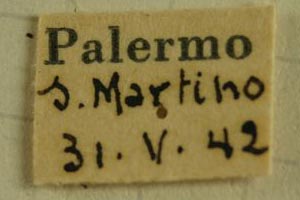 Palermo
S. Martino
31. V. 42